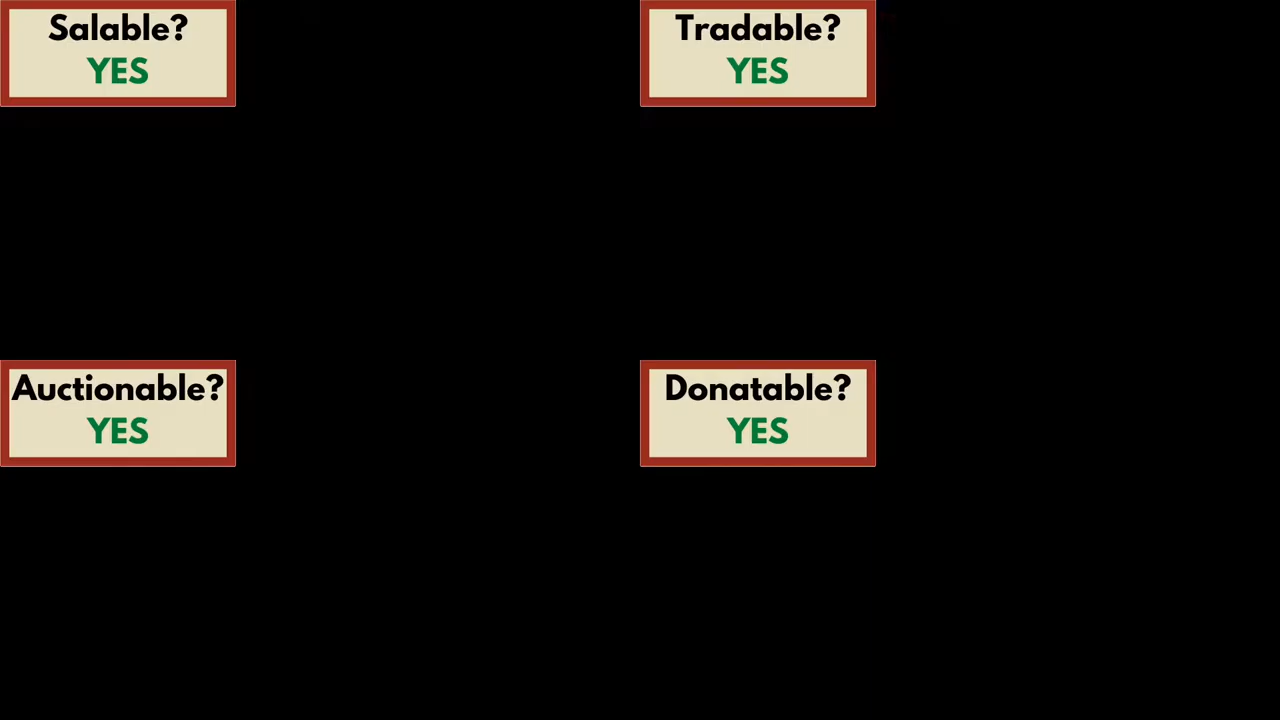 Salable?
YES
Tradable?
YES
Auctionable?
YES
Donatable?
YES